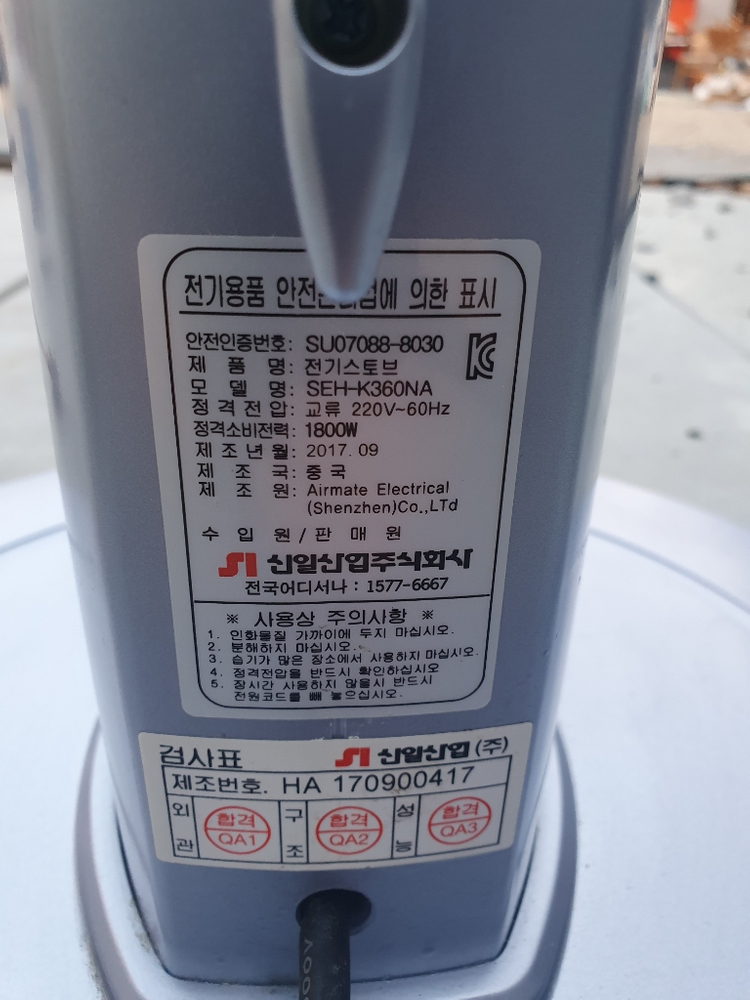 전기용품 안전 에 의한 표시
안전인증번호: SU07088-8030
제 품 명: 전기스토브
모 델 명: SEH-K360NA
정 격 전 압: 교류 220V~60Hz
정격소비전력: 1800W
제 조 년 월: 2017. 09
제 조 국: 중 국
제 조 원: Airmate Electrical
(Shenzhen)Co.,LTd
수 입 원 / 판 매 원
SI 신일산업주식회사
전국어디서나 : 1577-6667
※ 사용상 주의사항 ※
1. 인화물질 가까이에 두지 마십시오.
2. 분해하지 마십시오.
3. 습기가 많은 장소에서 사용하지 마십시오.
4. 정격전압을 반드시 확인하십시오
5. 장시간 사용하지 않을시 반드시
전원코드를 빼 놓으십시오.
검사표 SI 신일산업(주)
제조번호. HA 170900417
외관 합격 QA1 구조 합격 QA2 성능 합격 QA3